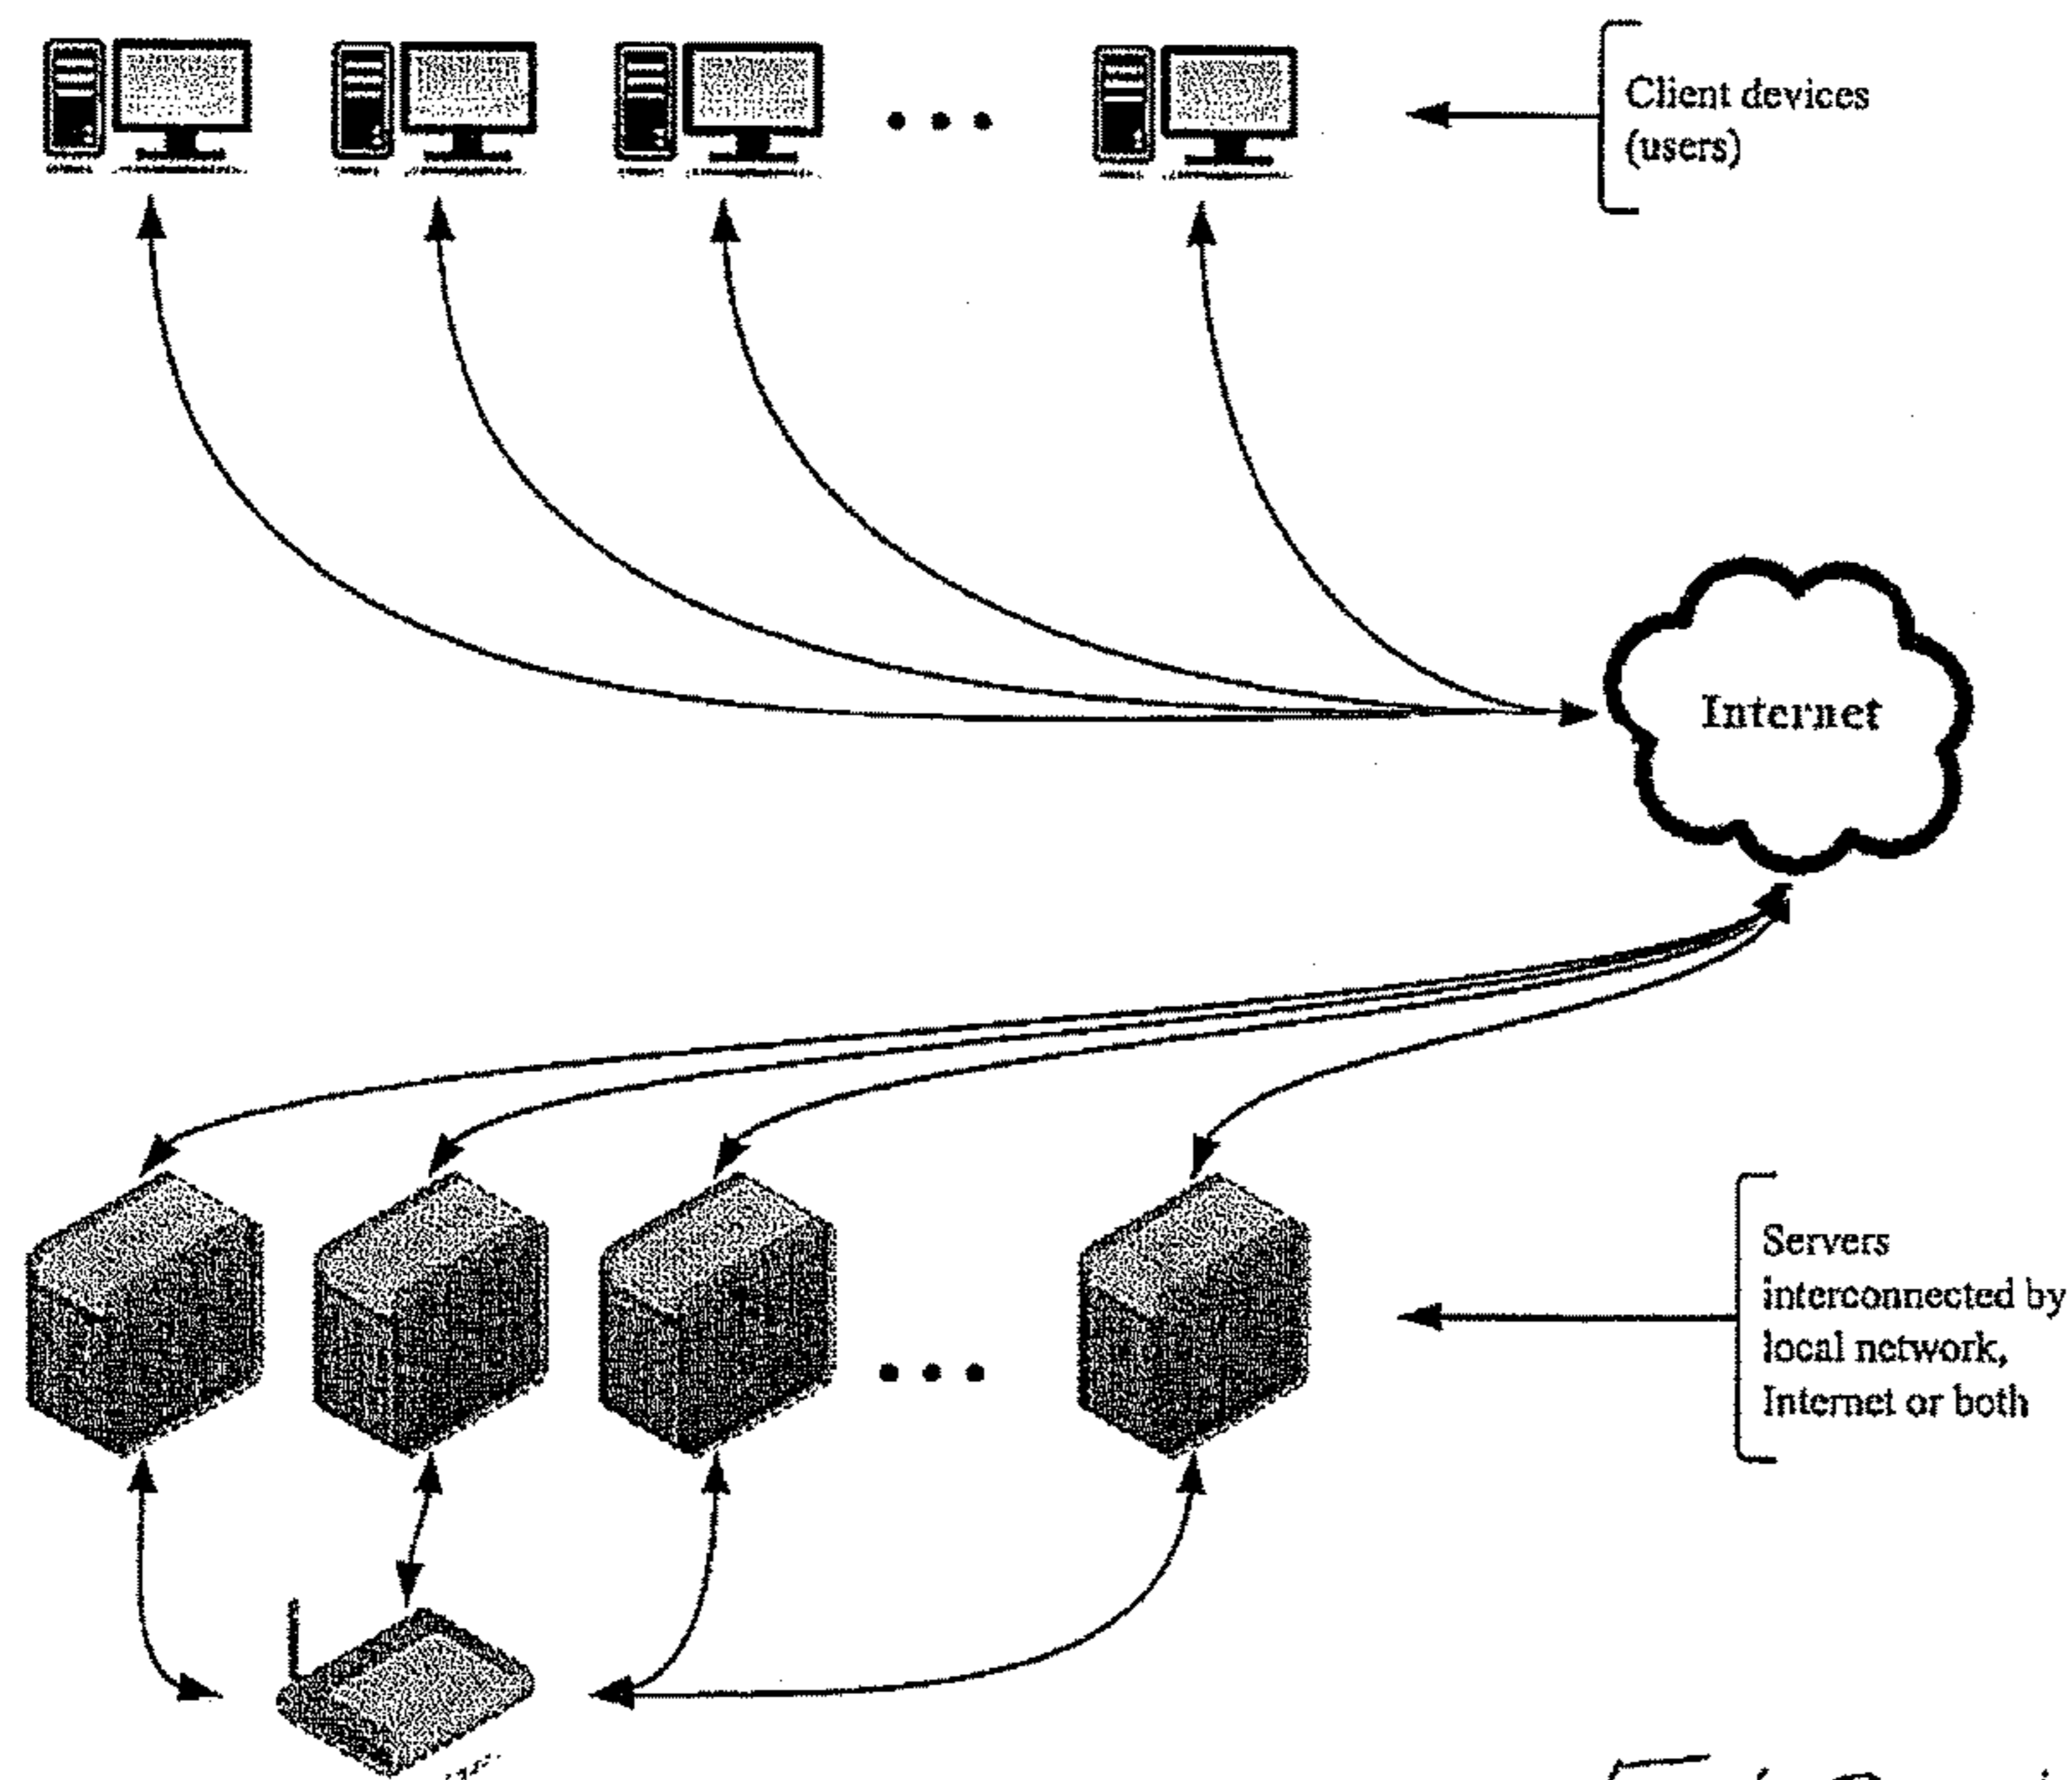 Client devices
(users)
Internet
Servers
interconnected by
local network,
Internet or both